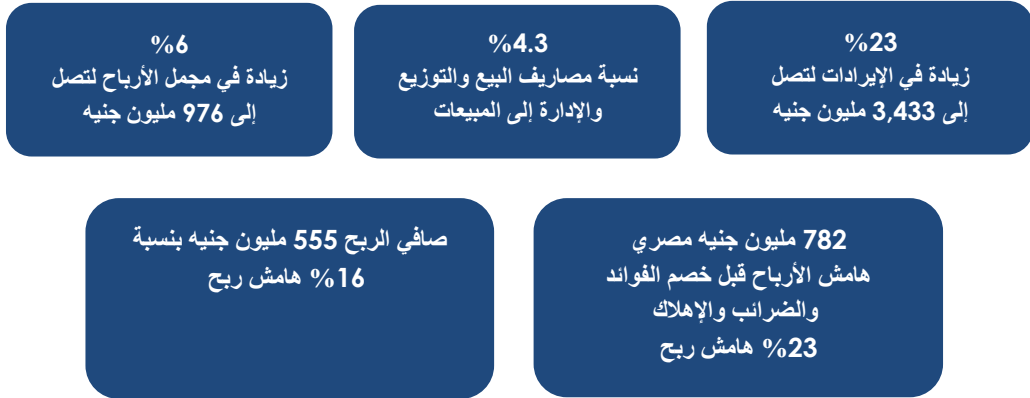 %23
زيادة في الإيرادات لتصل
إلى 3,433 مليون جنيه
%4.3
نسبة مصاريف البيع والتوزيع
والإدارة إلى المبيعات
%6
زيادة في مجمل الأرباح لتصل
إلى 976 مليون جنيه
782 مليون جنيه مصري
هامش الأرباح قبل خصم الفوائد
والضرائب والإهلاك
%23 هامش ربح
صافي الربح 555 مليون جنيه بنسبة
%16 هامش ربح